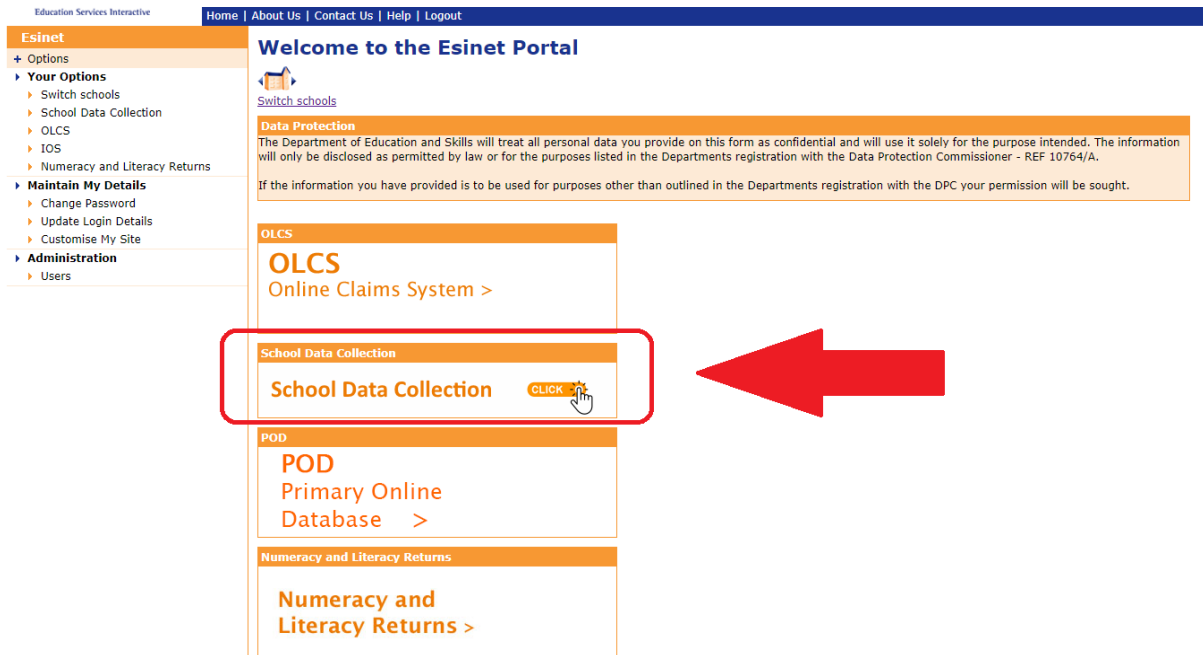 Education Services Interactive
Home | About Us | Contact Us | Help | Logout
Esinet
+ Options
Your Options
Switch schools
School Data Collection
OLCS
IOS
Numeracy and Literacy Returns
Maintain My Details
Change Password
Update Login Details
Customise My Site
Administration
Users
Welcome to the Esinet Portal
Switch schools
Data Protection
The Department of Education and Skills will treat all personal data you provide on this form as confidential and will use it solely for the purpose intended. The information
will only be disclosed as permitted by law or for the purposes listed in the Departments registration with the Data Protection Commissioner - REF 10764/A.
If the information you have provided is to be used for purposes other than outlined in the Departments registration with the DPC your permission will be sought.
OLCS
OLCS
Online Claims System >
School Data Collection
School Data Collection CLICK
POD
POD
Primary Online
Database >
Numeracy and Literacy Returns
Numeracy and
Literacy Returns >